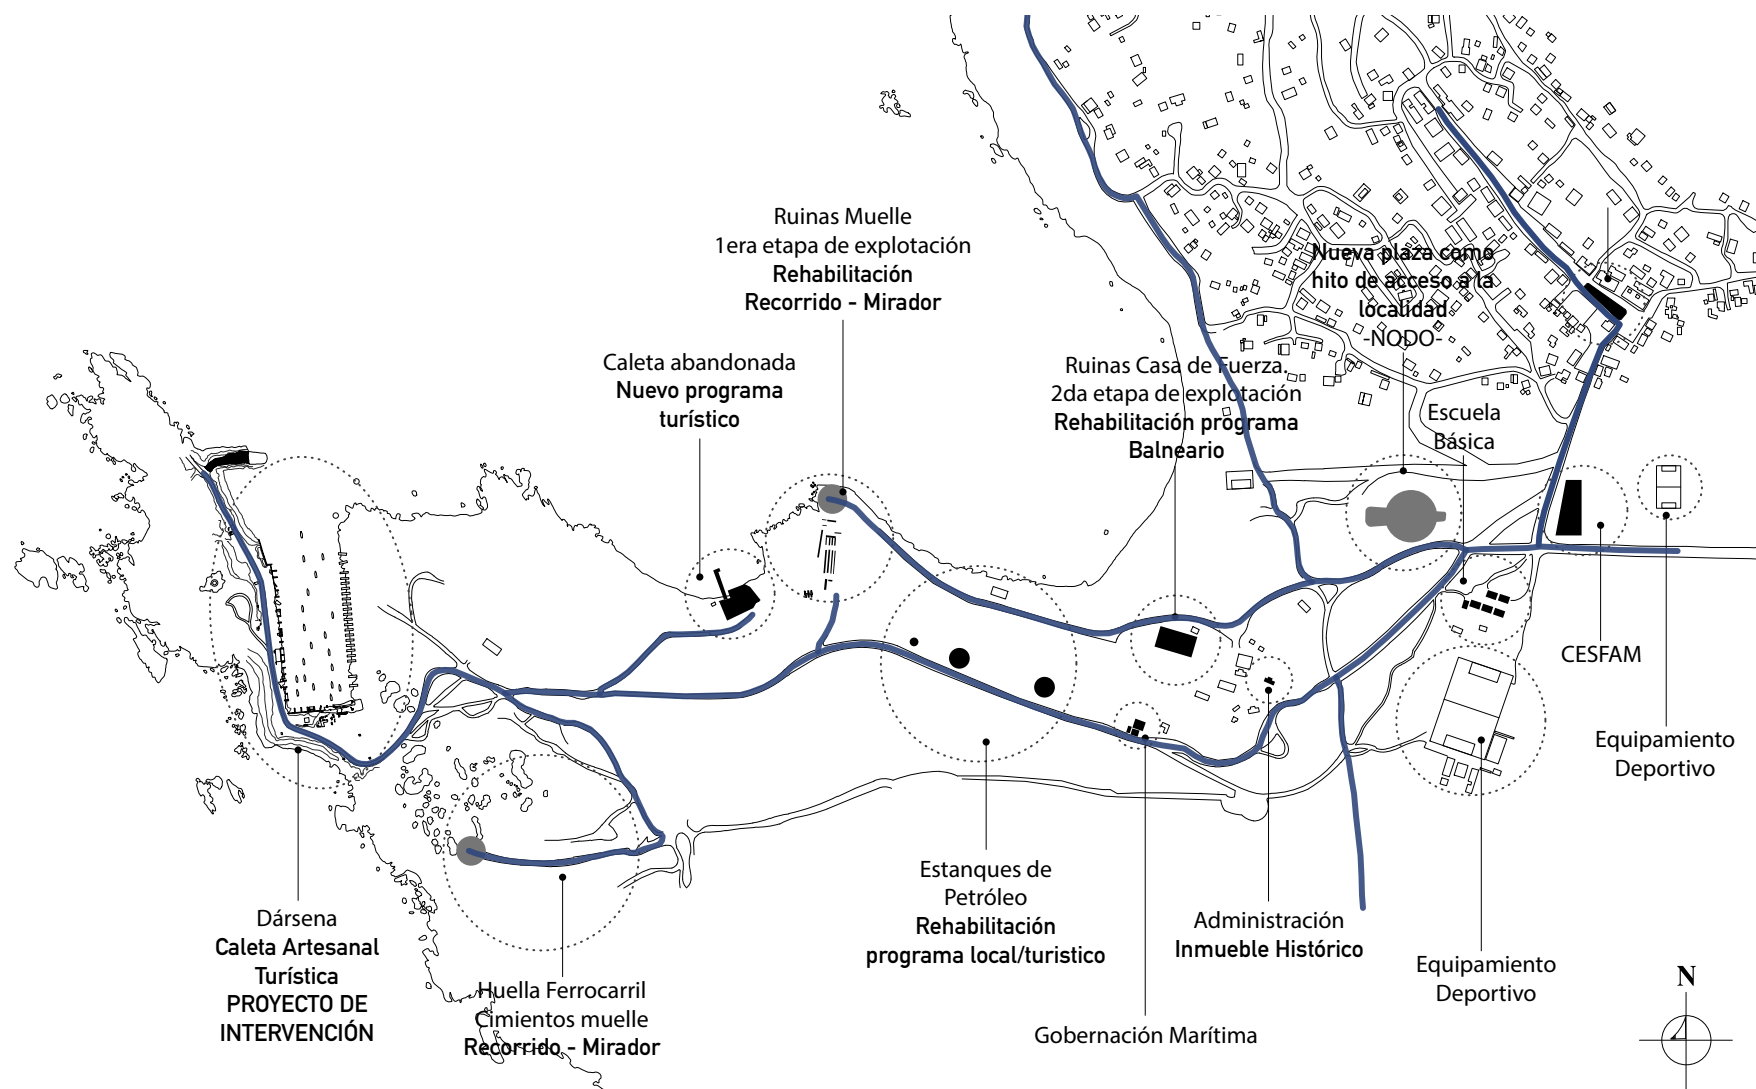 Ruinas Muelle
1era etapa de explotación
Rehabilitación
Recorrido - Mirador
Caleta abandonada
Nuevo programa
turístico
Nueva plaza como
hito de acceso a la
localidad
-NODO-
Ruinas Casa de Fuerza.
2da etapa de explotación
Rehabilitación programa
Balneario
Escuela
Básica
CESFAM
Equipamiento
Deportivo
Dársena
Caleta Artesanal
Turística
PROYECTO DE
INTERVENCIÓN
Huella Ferrocarril
Cimientos muelle
Recorrido - Mirador
Estanques de
Petróleo
Rehabilitación
programa local/turistico
Administración
Inmueble Histórico
Gobernación Marítima
Equipamiento
Deportivo
N